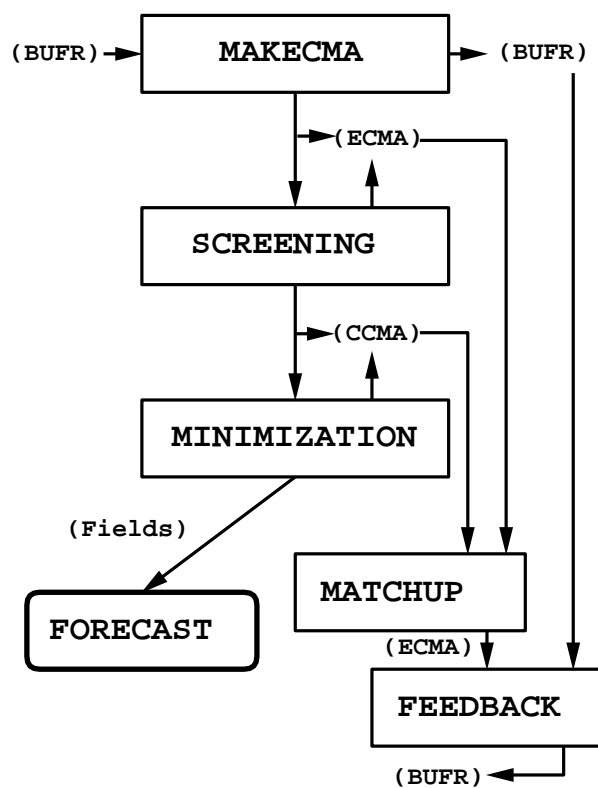 (BUFR)
MAKECMA
(BUFR)
(ECMA)
SCREENING
(CCMA)
MINIMIZATION
(Fields)
MATCHUP
FORECAST
(ECMA)
FEEDBACK
(BUFR)